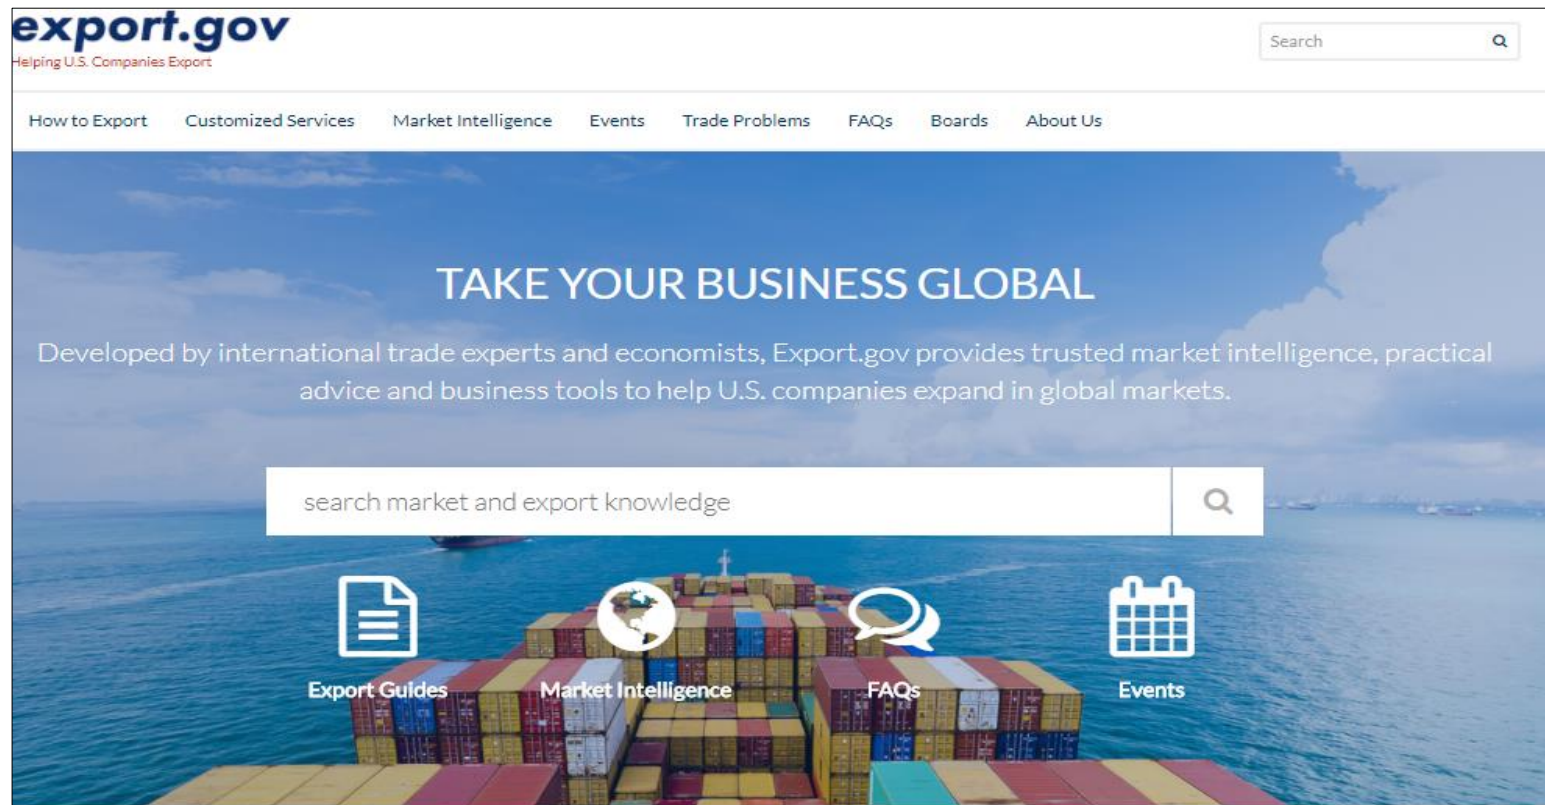 export.gov
Helping U.S. Companies Export
Search
How to Export Customized Services Market Intelligence Events Trade Problems FAQs Boards About Us
TAKE YOUR BUSINESS GLOBAL
Developed by international trade experts and economists, Export.gov provides trusted market intelligence, practical
advice and business tools to help U.S. companies expand in global markets.
search market and export knowledge
Export Guides Market Intelligence FAQs Events